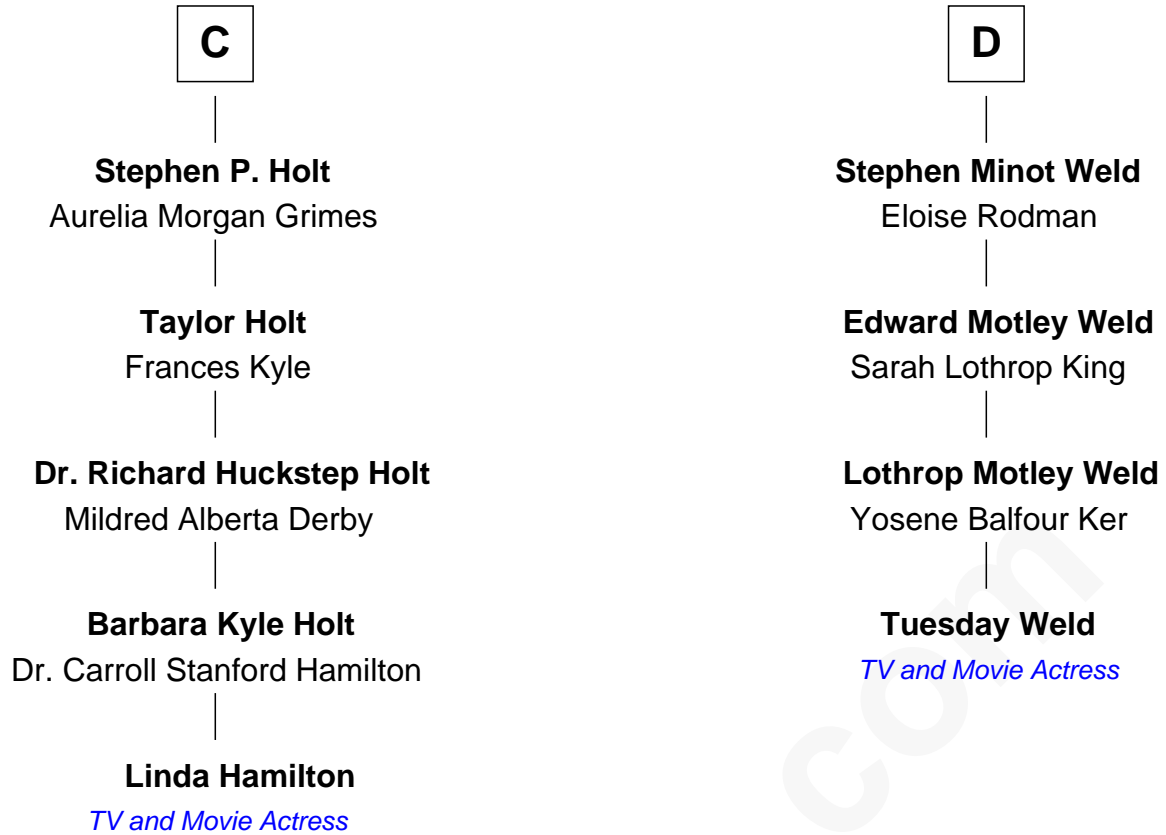 C
Stephen P. Holt
Aurelia Morgan Grimes
Taylor Holt
Frances Kyle
Dr. Richard Huckstep Holt
Mildred Alberta Derby
Barbara Kyle Holt
Dr. Carroll Stanford Hamilton
Linda Hamilton
TV and Movie Actress
D
Stephen Minot Weld
Eloise Rodman
Edward Motley Weld
Sarah Lothrop King
Lothrop Motley Weld
Yosene Balfour Ker
Tuesday Weld
TV and Movie Actress
com